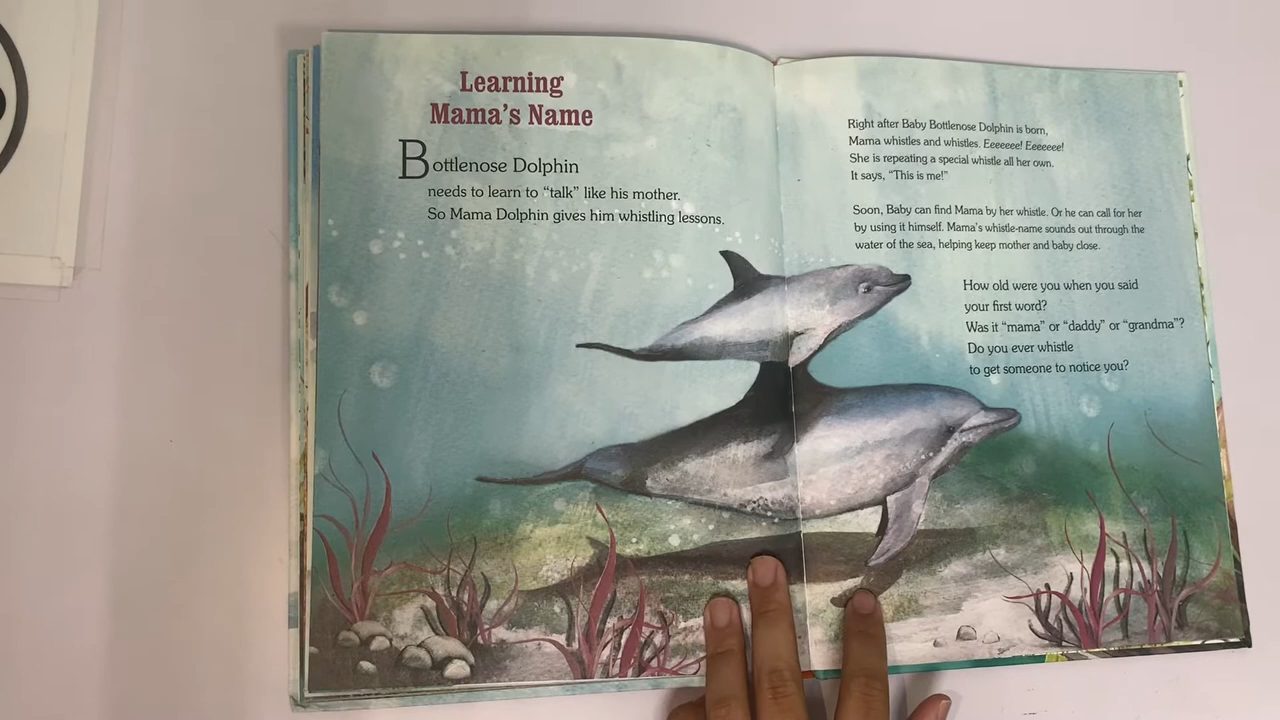 Learning
Mama's Name
Bottlenose Dolphin
needs to learn to “talk” like his mother.
So Mama Dolphin gives him whistling lessons.
Right after Baby Bottlenose Dolphin is born,
Mama whistles and whistles. Eeeeeee! Eeeeeee!
She is repeating a special whistle all her own.
It says, “This is me!”
Soon, Baby can find Mama by her whistle. Or he can call for her
by using it himself. Mama's whistle-name sounds out through the
water of the sea, helping keep mother and baby close.
How old were you when you said
your first word?
Was it “mama” or “daddy” or “grandma”?
Do you ever whistle
to get someone to notice you?